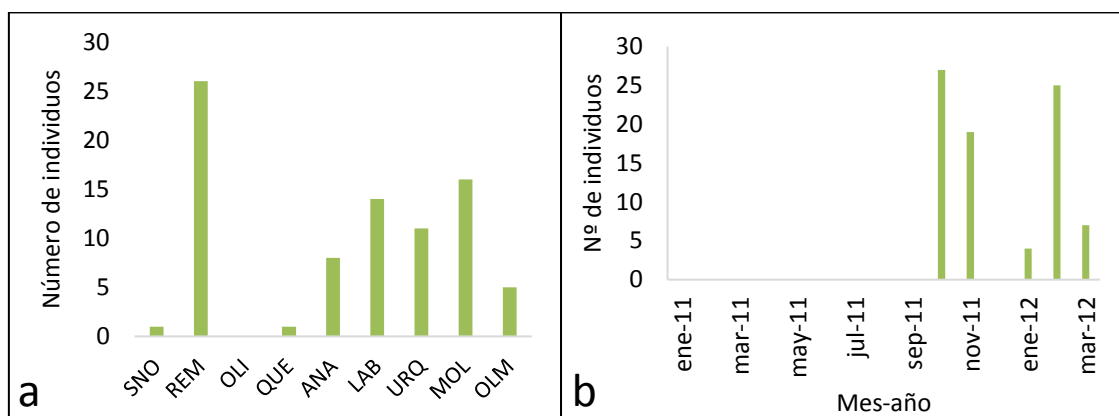 Número de individuos
30
25
20
15
10
5
0
SNO
REM
OLI
QUE
ANA
LAB
URQ
MOL
OLM
a
Nº de individuos
30
25
20
15
10
5
0
ene-11
mar-11
may-11
jul-11
sep-11
nov-11
ene-12
mar-12
Mes-año
b